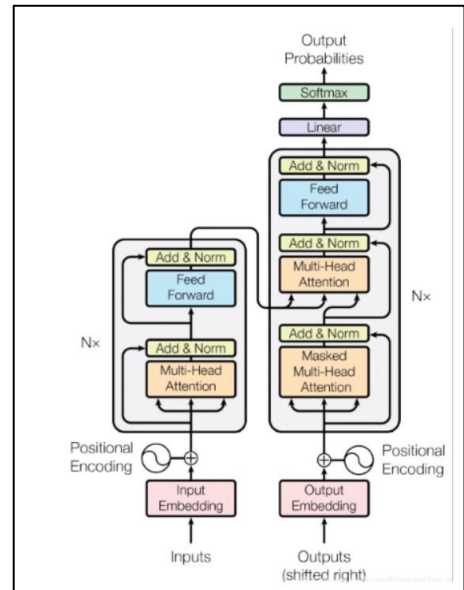 Output
Probabilities
Softmax
Linear
Add & Norm
Feed
Forward
Add & Norm
Multi-Head
Attention
Add & Norm
Masked
Multi-Head
Attention
Nx
Add & Norm
Feed
Forward
Add & Norm
Multi-Head
Attention
Nx
Positional
Encoding
Positional
Encoding
Input
Embedding
Output
Embedding
Inputs
Outputs
(shifted right)